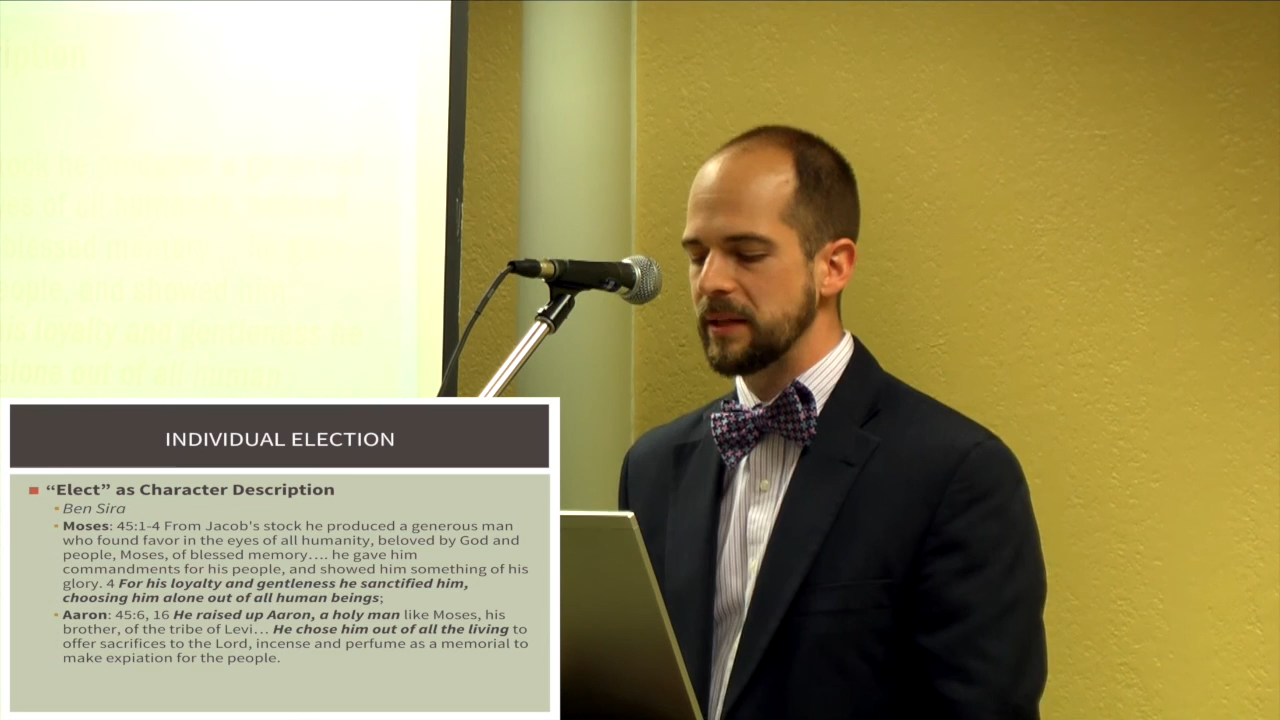 INDIVIDUAL ELECTION
“Elect” as Character Description
Ben Sira
Moses: 45:1-4 From Jacob's stock he produced a generous man
who found favor in the eyes of all humanity, beloved by God and
people, Moses, of blessed memory…. he gave him
commandments for his people, and showed him something of his
glory. 4 For his loyalty and gentleness he sanctified him,
choosing him alone out of all human beings;
Aaron: 45:6, 16 He raised up Aaron, a holy man like Moses, his
brother, of the tribe of Levi… He chose him out of all the living to
offer sacrifices to the Lord, incense and perfume as a memorial to
make expiation for the people.